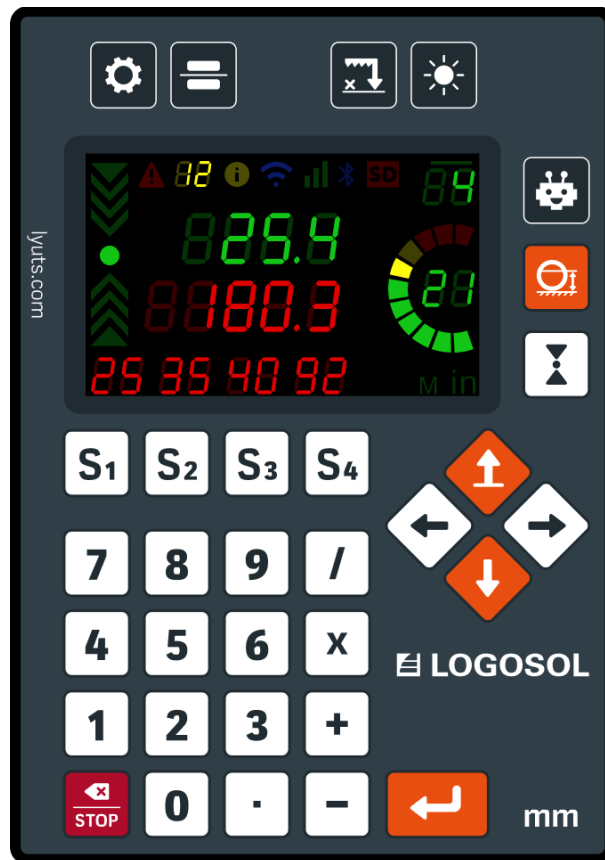 12 SD 4
25.4
21
180.3
25 35 40 92
M in
lyuts.com
S1 S2 S3 S4
7 8 9 /
4 5 6 x
LOGOSOL
1 2 3 +
STOP 0 . −
mm